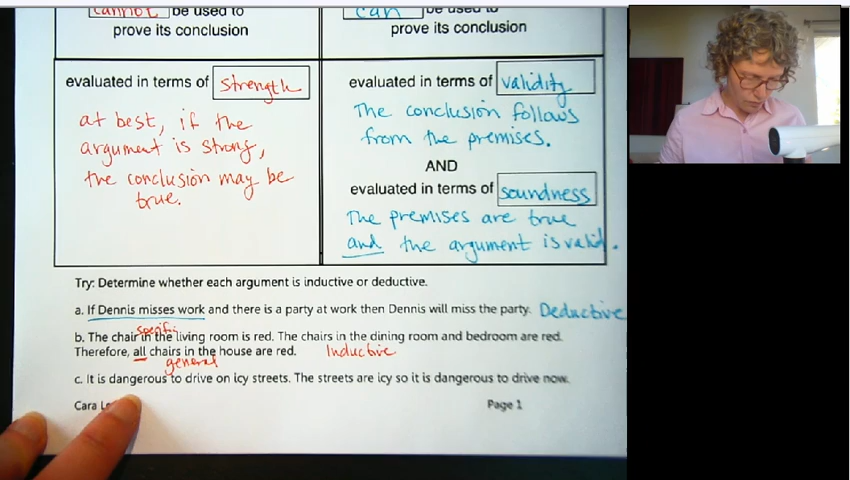 cannot be used to
prove its conclusion
can be used to
prove its conclusion
evaluated in terms of strength
at best, if the
argument is strong,
the conclusion may be
true.
evaluated in terms of validity
The conclusion follows
from the premises.
AND
evaluated in terms of soundness
The premises are true
and the argument is valid.
Try: Determine whether each argument is inductive or deductive.
a. If Dennis misses work and there is a party at work then Dennis will miss the party. Deductive
specific
b. The chair in the living room is red. The chairs in the dining room and bedroom are red.
Therefore, all chairs in the house are red. Inductive
general
c. It is dangerous to drive on icy streets. The streets are icy so it is dangerous to drive now.
Cara Page 1